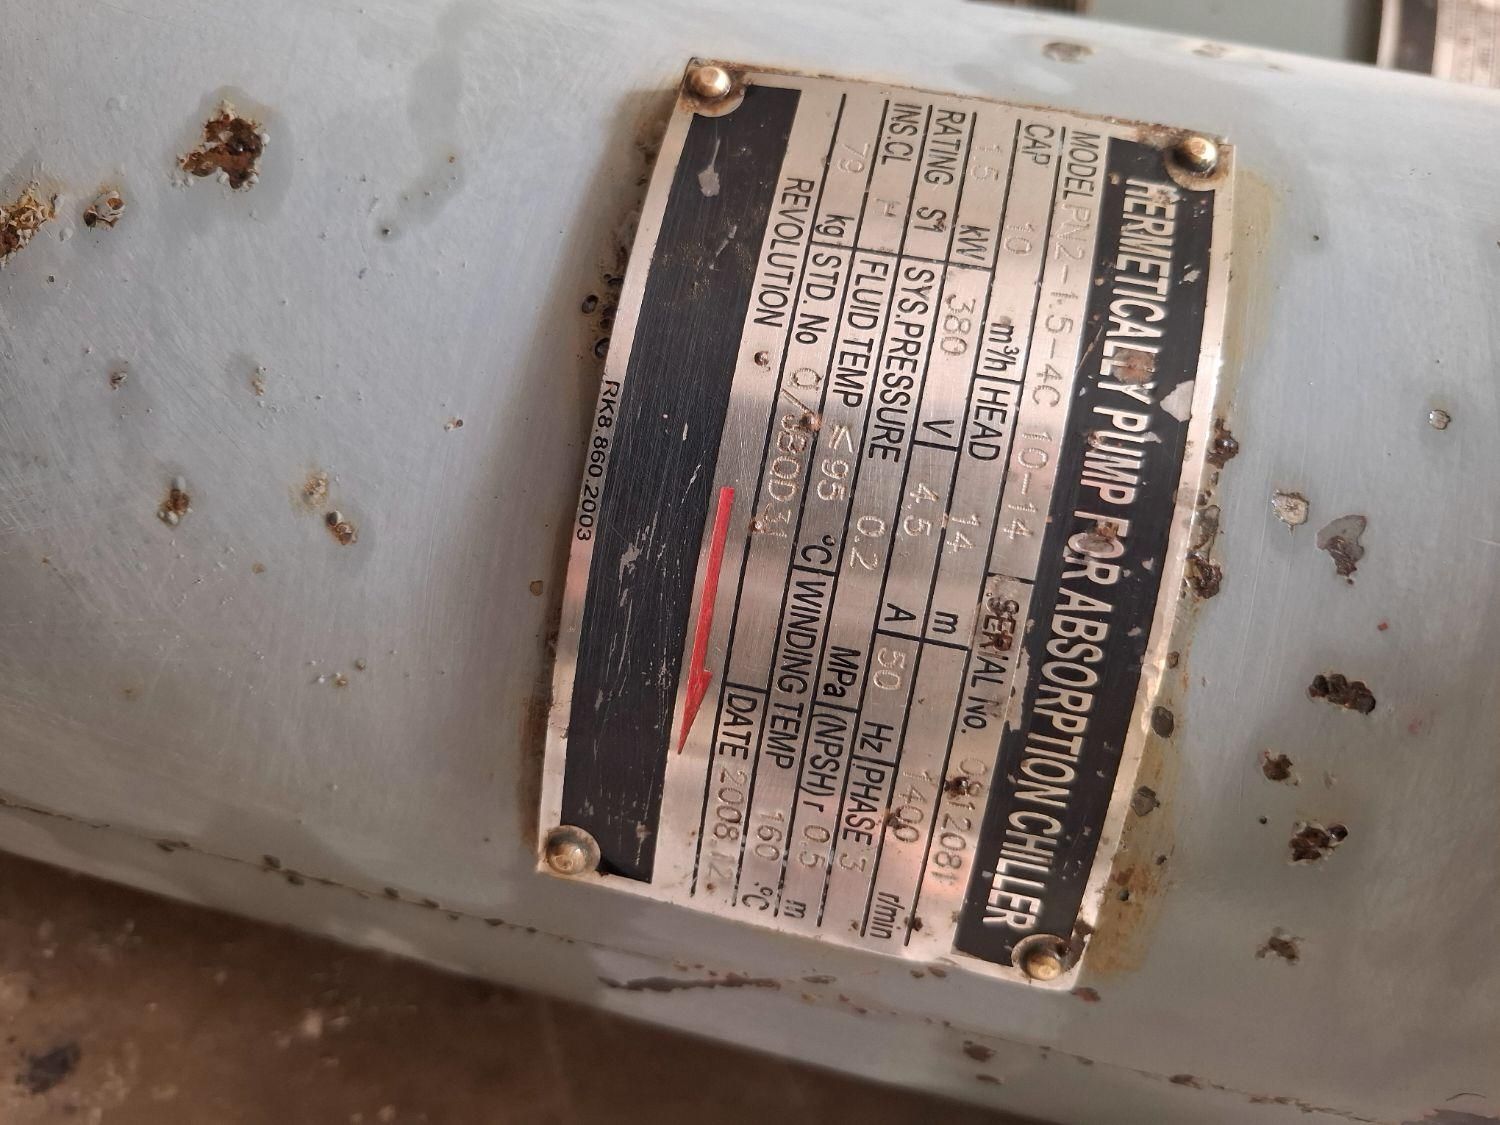 HERMETICALLY PUMP FOR ABSORPTION CHILLER
MODEL PN2-1.5-4C 10-14 SERIAL No. 0812081
CAP 10 m³/h HEAD 14 m 1400 r/min
1.5 kW 380 V 4.5 A 50 Hz PHASE 3
RATING S1 SYS.PRESSURE 0.2 MPa (NPSH) r 0.5 m
INS.CL H FLUID TEMP ≤95 °C WINDING TEMP 160 °C
79 kg STD. No DATE 2008.12
REVOLUTION
RK8.860.2003